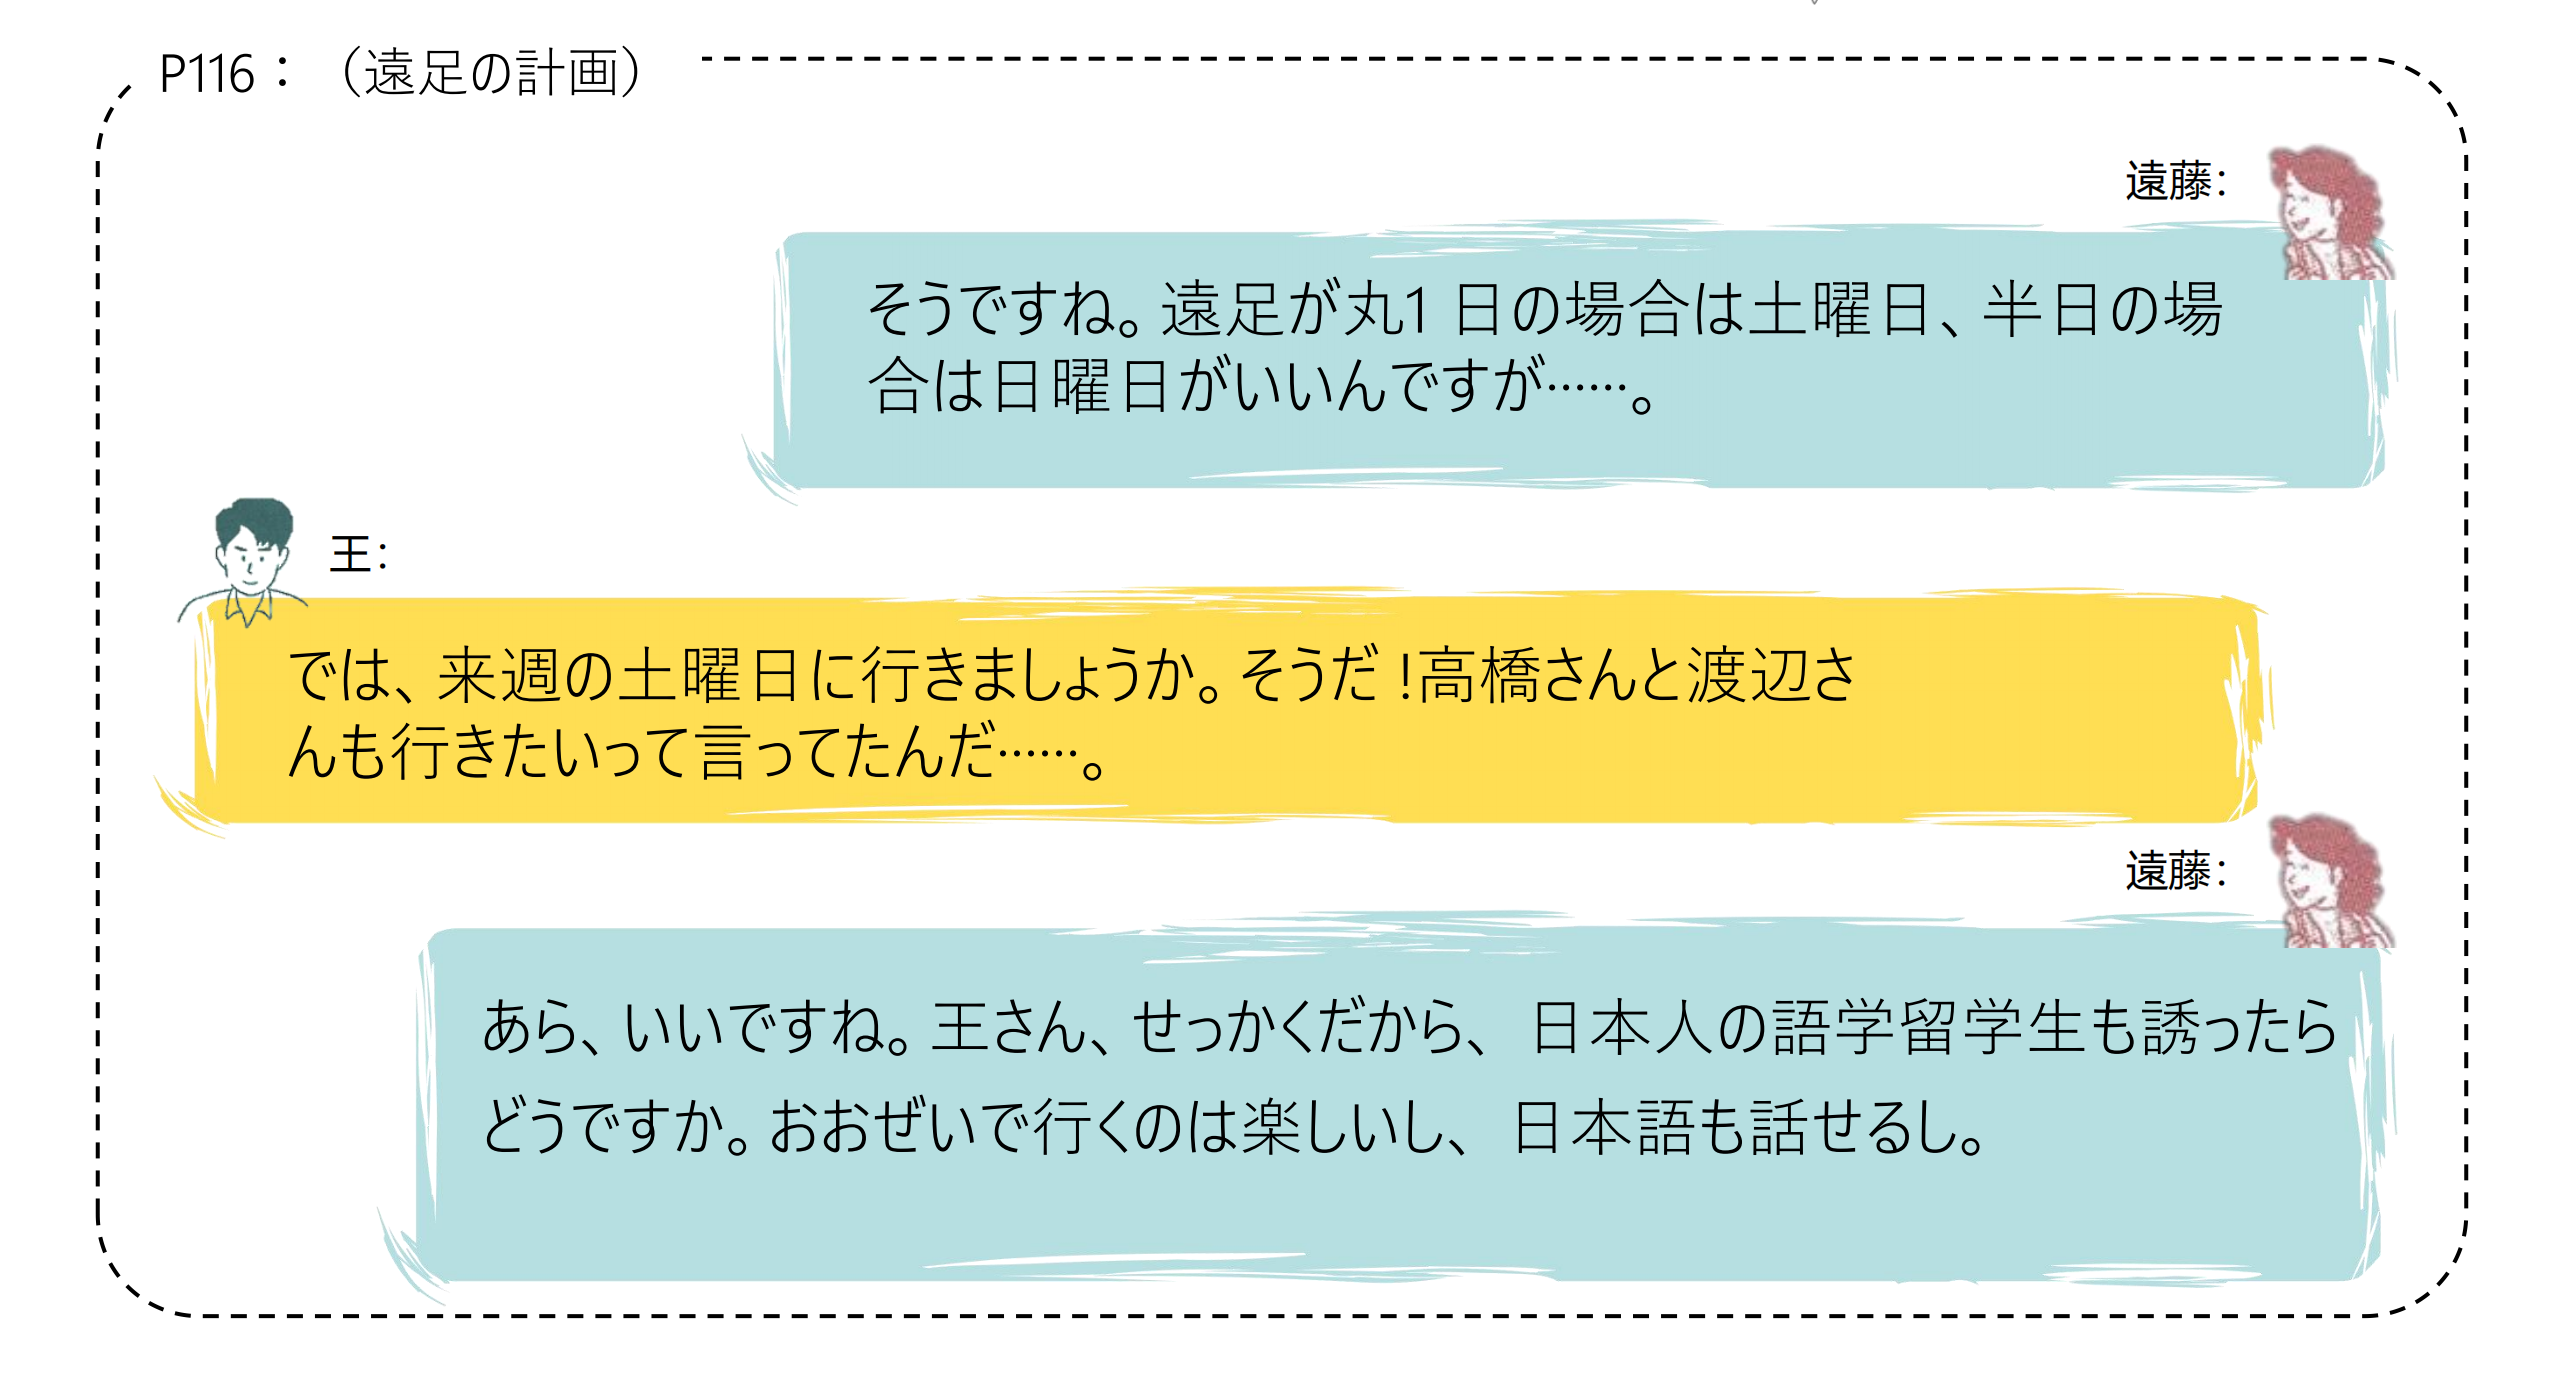 P116：（遠足の計画）
遠藤：
そうですね。遠足が丸1 日の場合は土曜日、半日の場
合は日曜日がいいんですが……。
王：
では、来週の土曜日に行きましょうか。そうだ !高橋さんと渡辺さ
んも行きたいって言ってたんだ……。
遠藤：
あら、いいですね。王さん、せっかくだから、日本人の語学留学生も誘ったら
どうですか。おおぜいで行くのは楽しいし、日本語も話せるし。